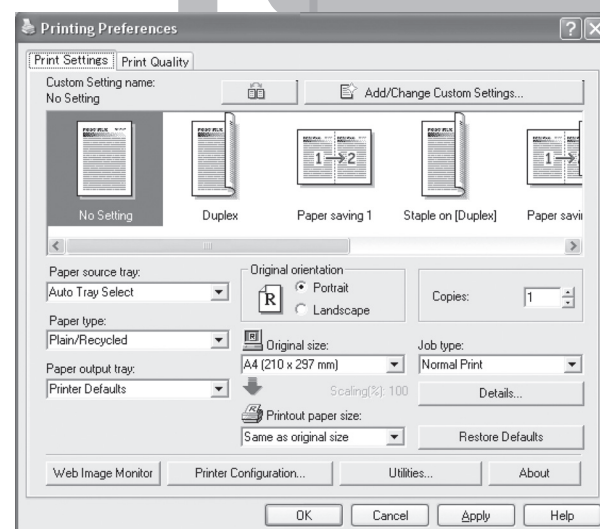 Printing Preferences
Print Settings Print Quality
Custom Setting name:
No Setting
Add/Change Custom Settings...
1 2
1
No Setting Duplex Paper saving 1 Staple on [Duplex] Paper savi
Paper source tray:
Auto Tray Select
Paper type:
Plain/Recycled
Paper output tray:
Printer Defaults
Original orientation
R
Portrait
Landscape
Copies: 1
Original size:
A4 (210 x 297 mm)
Scaling(%): 100
Printout paper size:
Same as original size
Job type:
Normal Print
Details...
Restore Defaults
Web Image Monitor Printer Configuration... Utilities... About
OK Cancel Apply Help